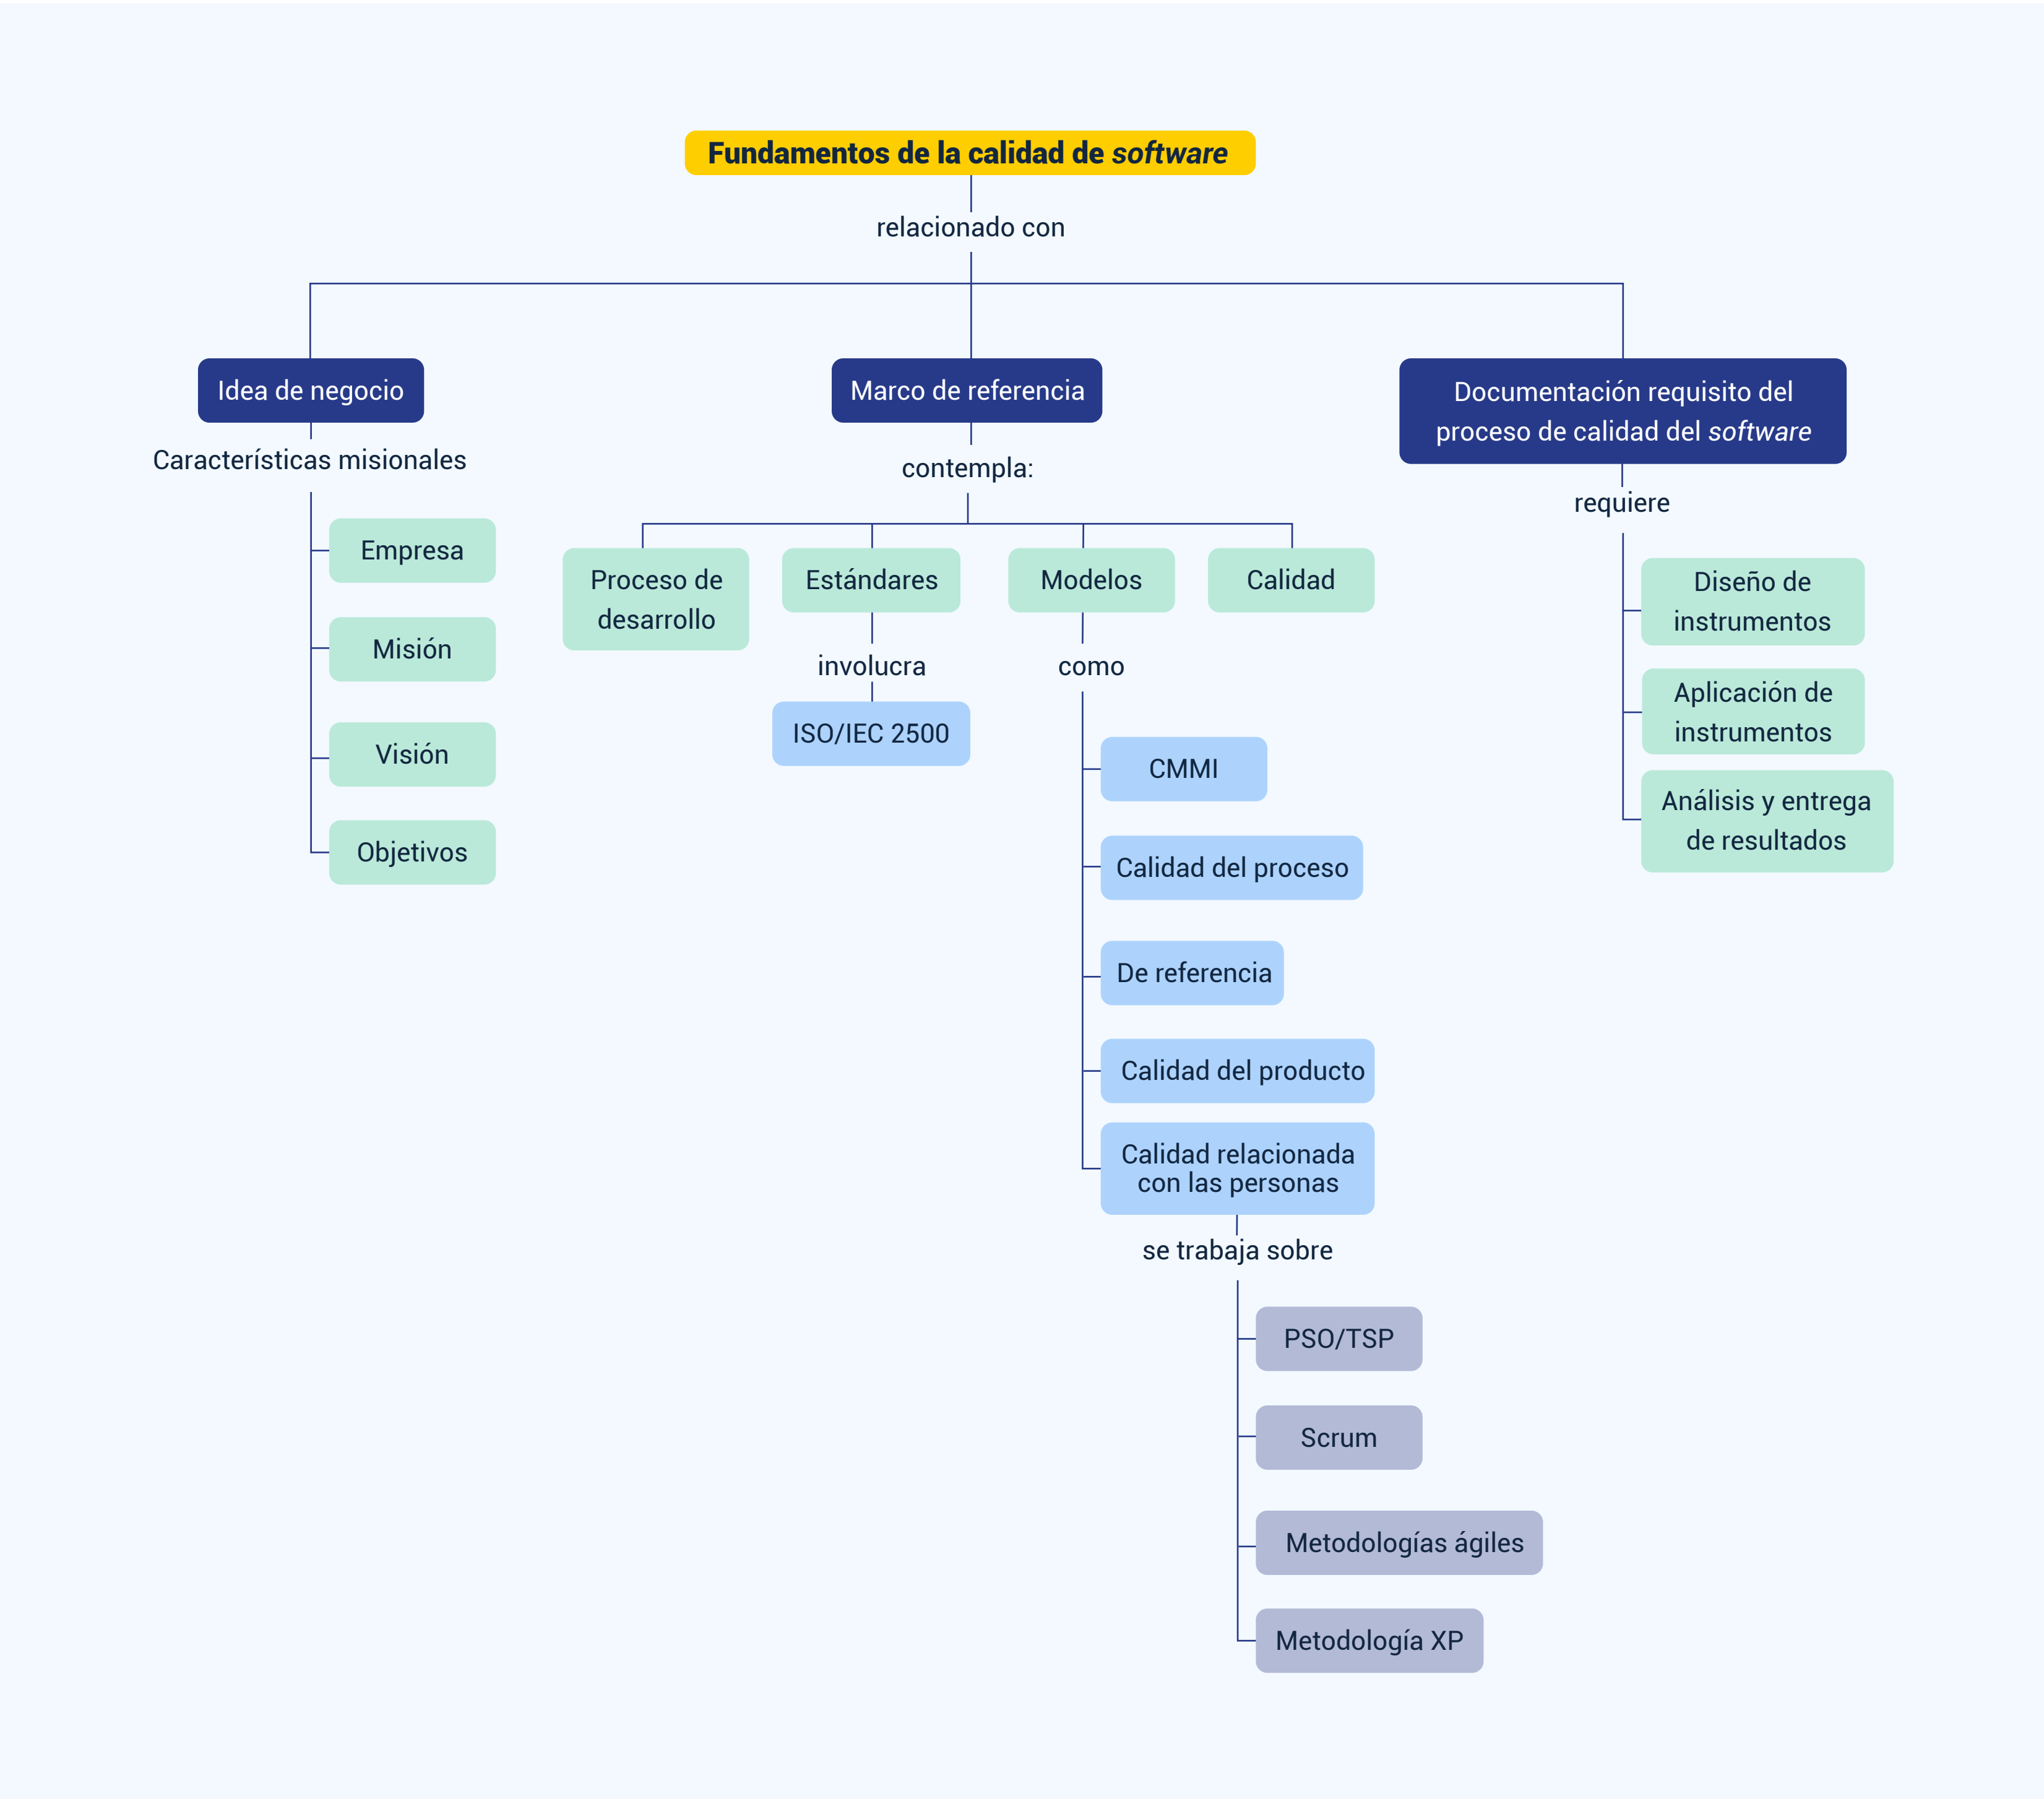 Fundamentos de la calidad de software
relacionado con
Idea de negocio
Características misionales
Empresa
Misión
Visión
Objetivos
Marco de referencia
contempla:
Proceso de
desarrollo
Estándares
involucra
ISO/IEC 2500
Modelos
como
CMMI
Calidad del proceso
De referencia
Calidad del producto
Calidad relacionada
con las personas
se trabaja sobre
PSO/TSP
Scrum
Metodologías ágiles
Metodología XP
Calidad
Documentación requisito del
proceso de calidad del software
requiere
Diseño de
instrumentos
Aplicación de
instrumentos
Análisis y entrega
de resultados